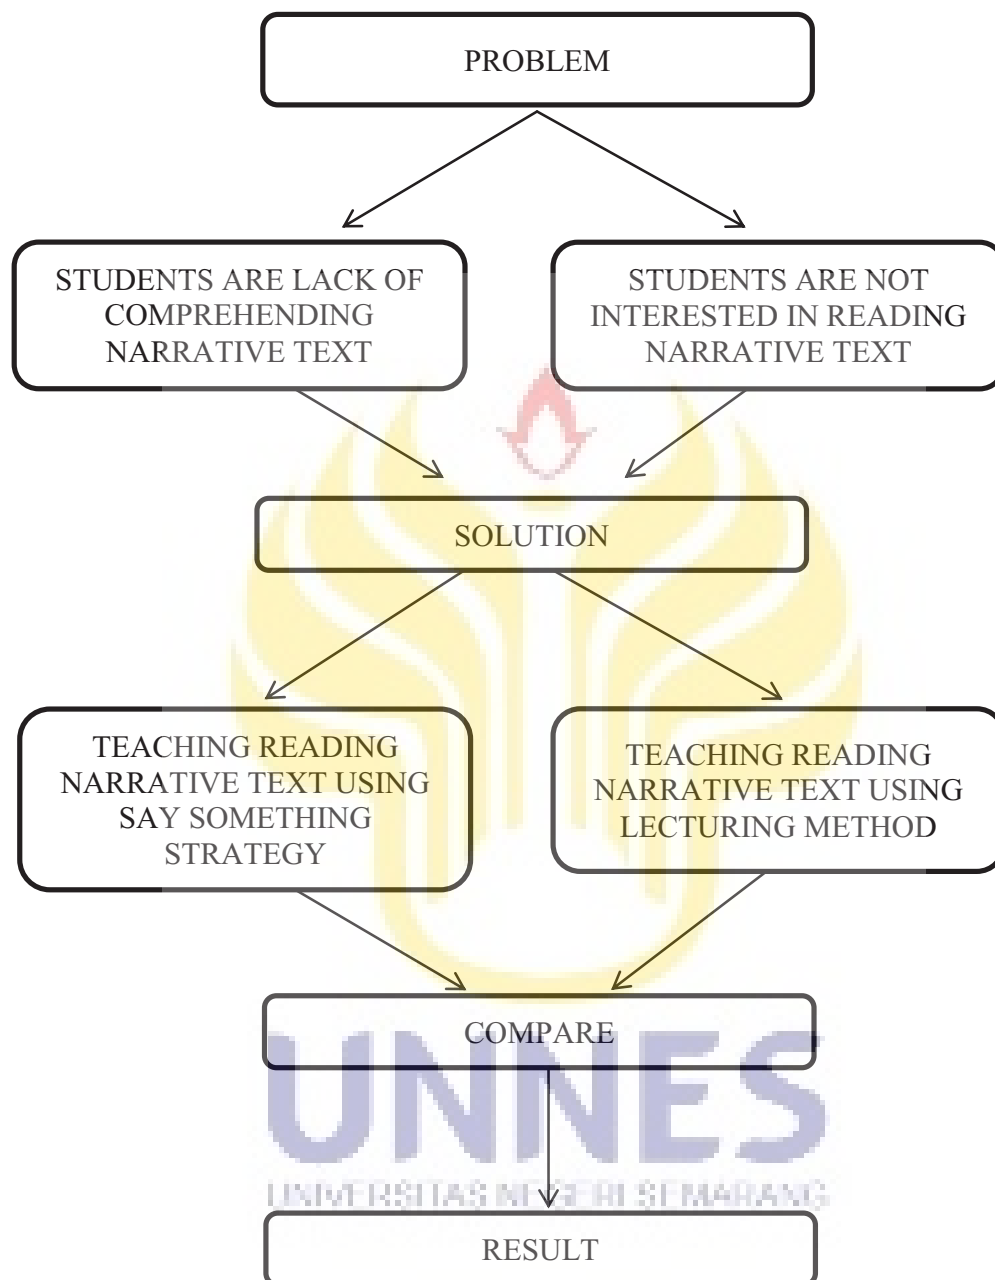 PROBLEM
STUDENTS ARE LACK OF
COMPREHENDING
NARRATIVE TEXT
STUDENTS ARE NOT
INTERESTED IN READING
NARRATIVE TEXT
SOLUTION
TEACHING READING
NARRATIVE TEXT USING
SAY SOMETHING
STRATEGY
TEACHING READING
NARRATIVE TEXT USING
LECTURING METHOD
COMPARE
UNNES
UNIVERSITAS NEGERI SEMARANG
RESULT